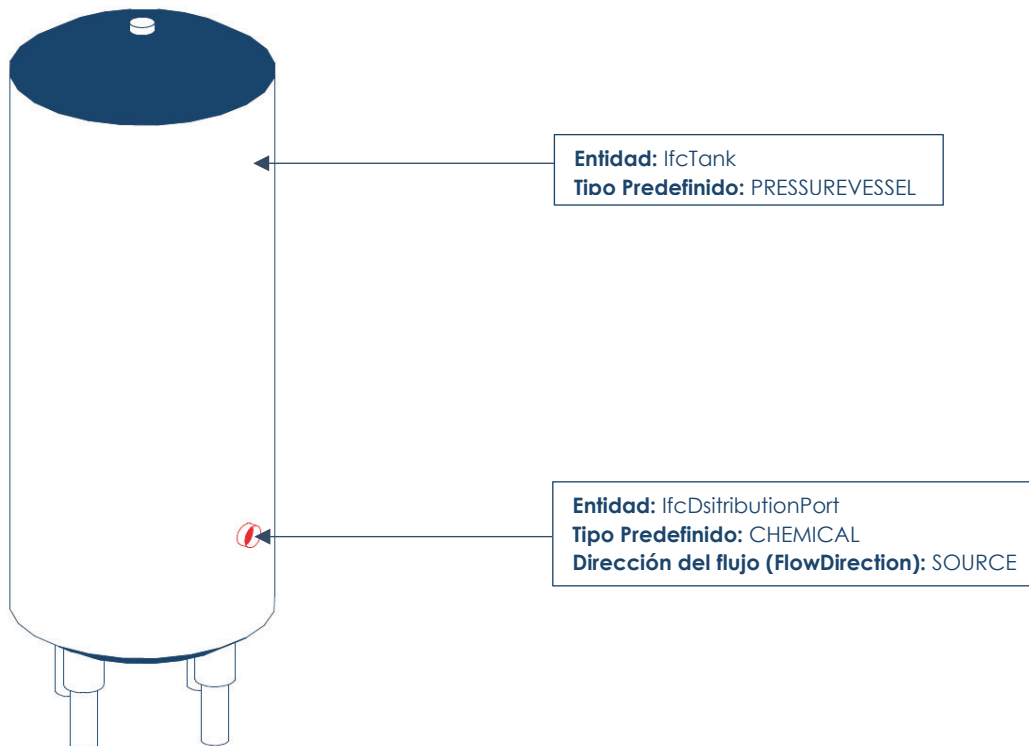 Entidad: IfcTank
Tipo Predefinido: PRESSUREVESSEL
Entidad: IfcDsitributionPort
Tipo Predefinido: CHEMICAL
Dirección del flujo (FlowDirection): SOURCE